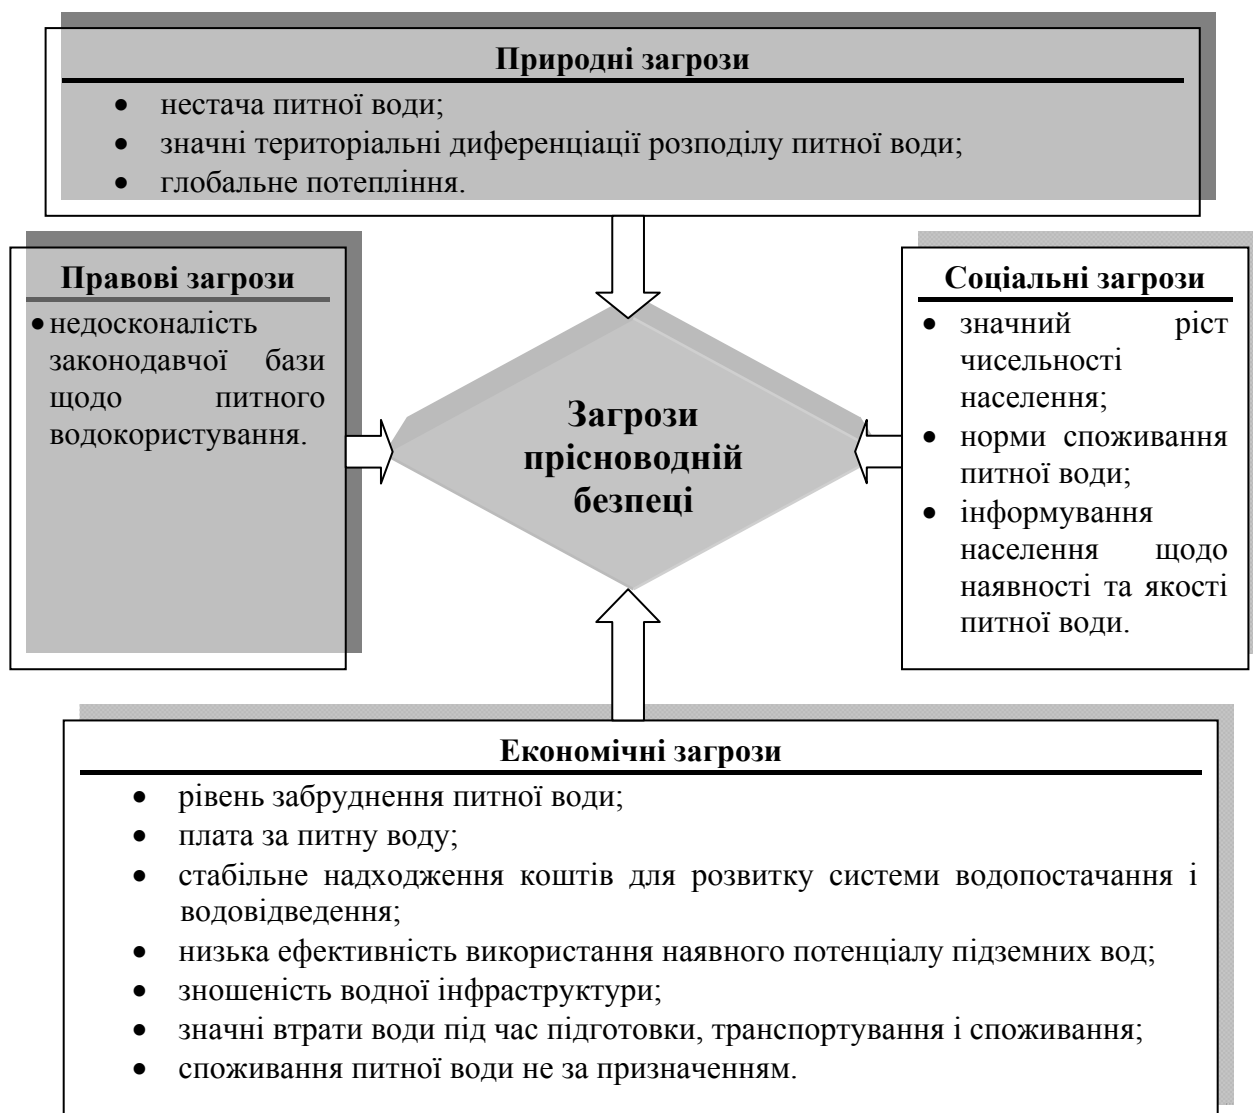 Природні загрози
• нестача питної води;
• значні територіальні диференціації розподілу питної води;
• глобальне потепління.
Правові загрози
• недосконалість
законодавчої бази
щодо питного
водокористування.
Загрози
прісноводній
безпеці
Соціальні загрози
• значний ріст
чисельності
населення;
• норми споживання
питної води;
• інформування
населення щодо
наявності та якості
питної води.
Економічні загрози
• рівень забруднення питної води;
• плата за питну воду;
• стабільне надходження коштів для розвитку системи водопостачання і
водовідведення;
• низька ефективність використання наявного потенціалу підземних вод;
• зношеність водної інфраструктури;
• значні втрати води під час підготовки, транспортування і споживання;
• споживання питної води не за призначенням.